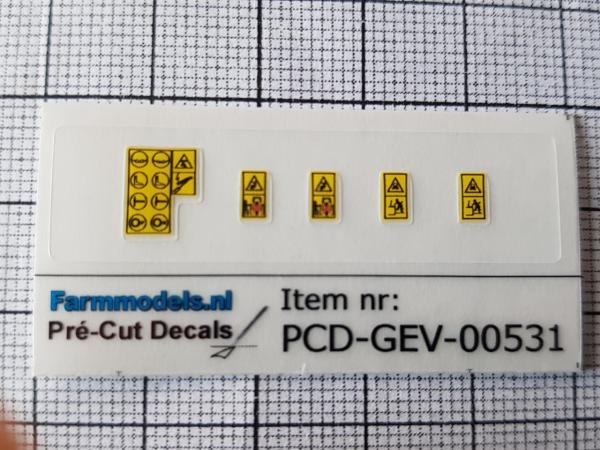 Farmmodels.nl
Pré-Cut Decals
Item nr:
PCD-GEV-00531